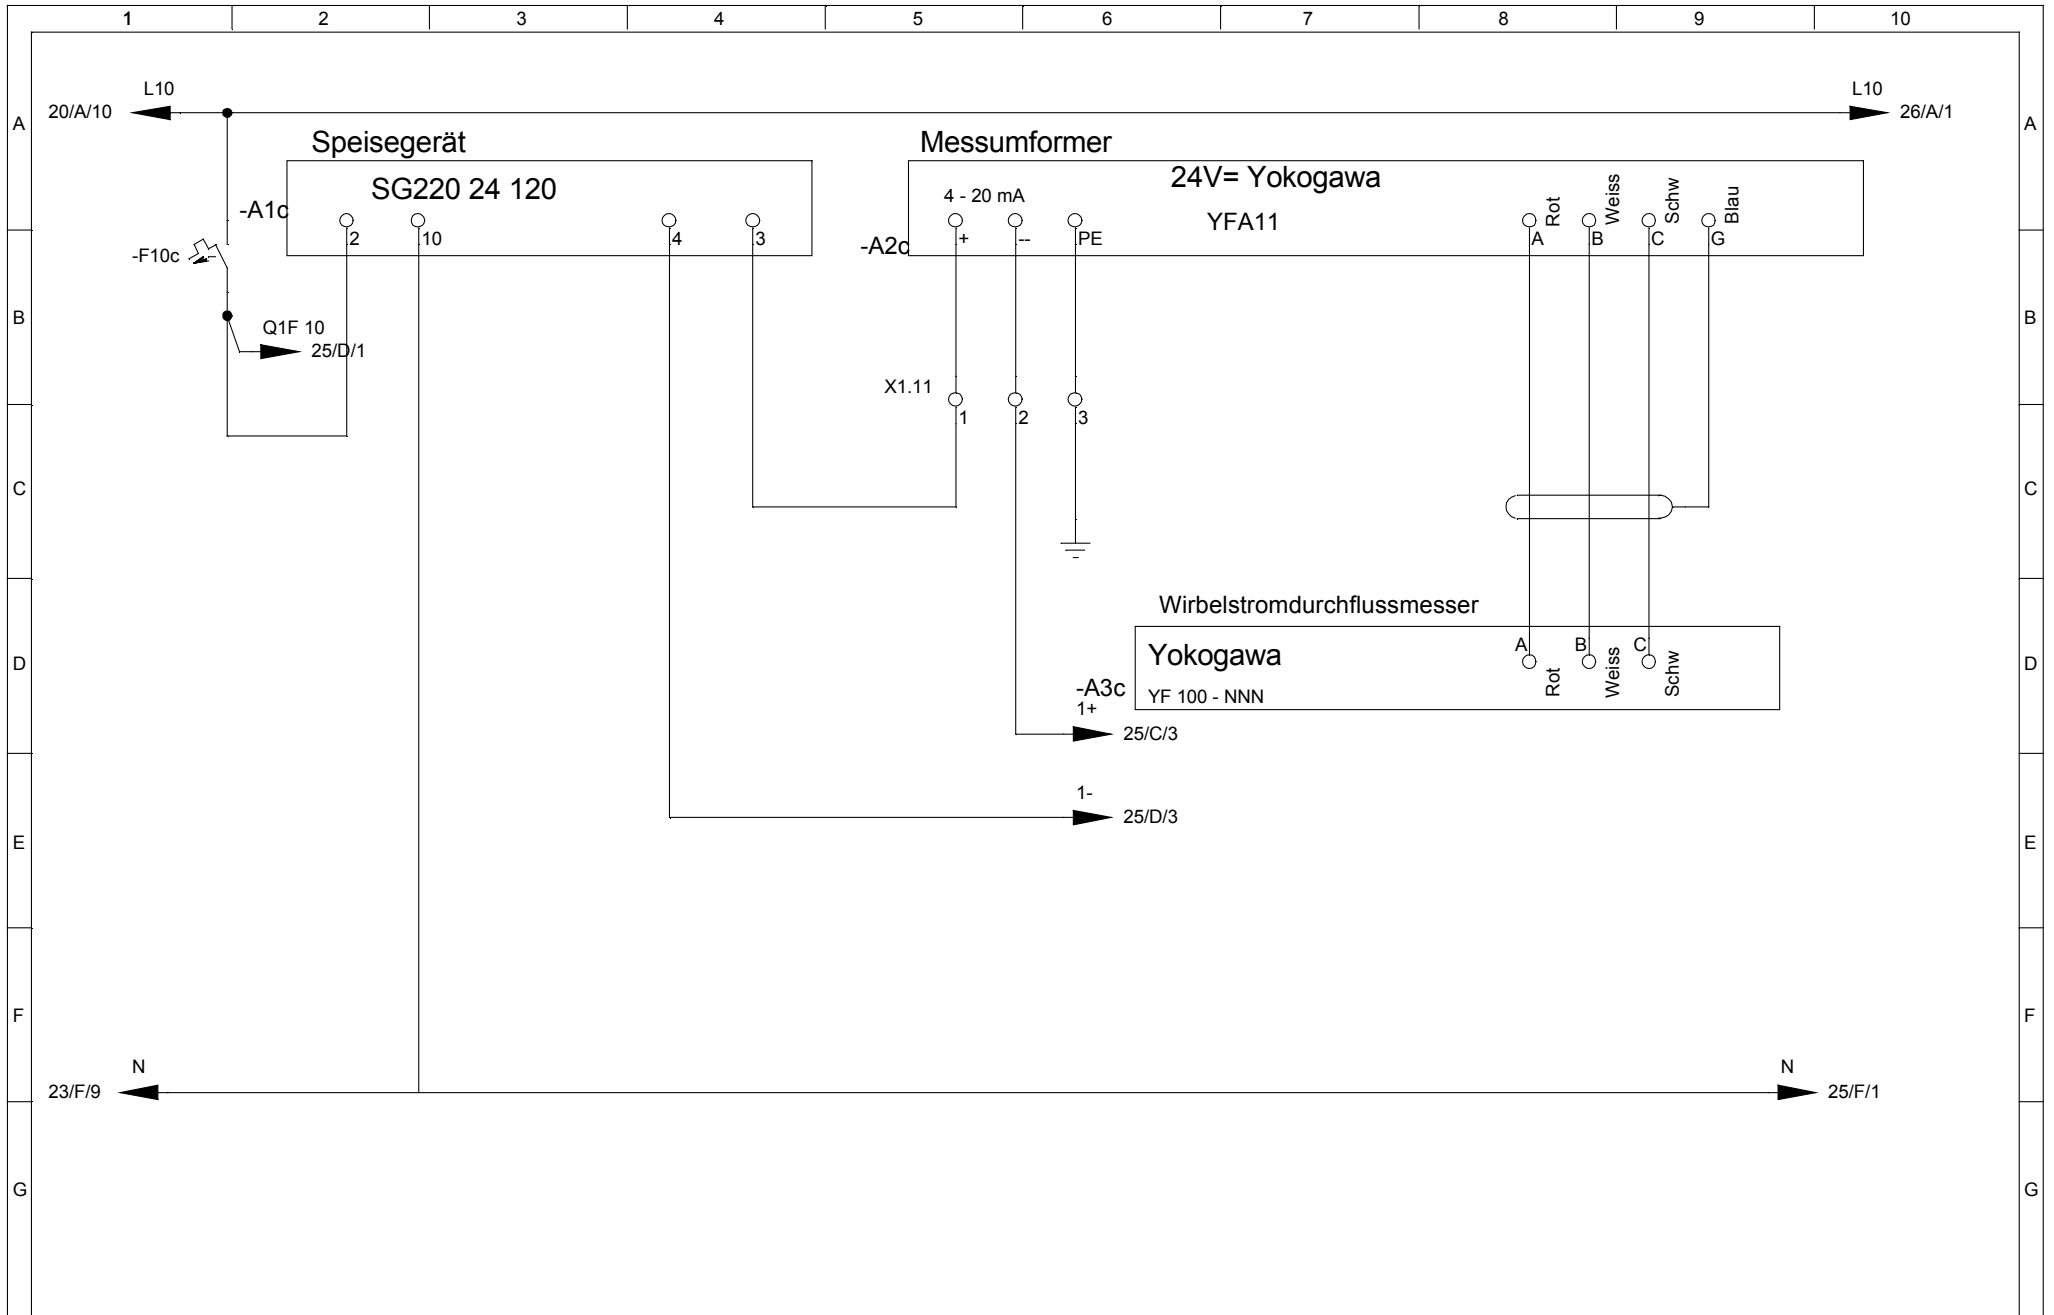 1 2 3 4 5 6 7 8 9 10
L10 L10
20/A/10 26/A/1
A A
Speisegerät Messumformer
SG220 24 120 24V= Yokogawa
4 - 20 mA
Rot Weiss Schw Blau
-A1c YFA11
2 10 4 3 + -- PE A B C G
-A2c
-F10c
B B
Q1F 10
25/D/1
X1.11
1 2 3
C C
Wirbelstromdurchflussmesser
A B C
Yokogawa
D D
Rot Weiss Schw
-A3c YF 100 - NNN
1+
25/C/3
1-
25/D/3
E E
F F
N N
23/F/9 25/F/1
G G